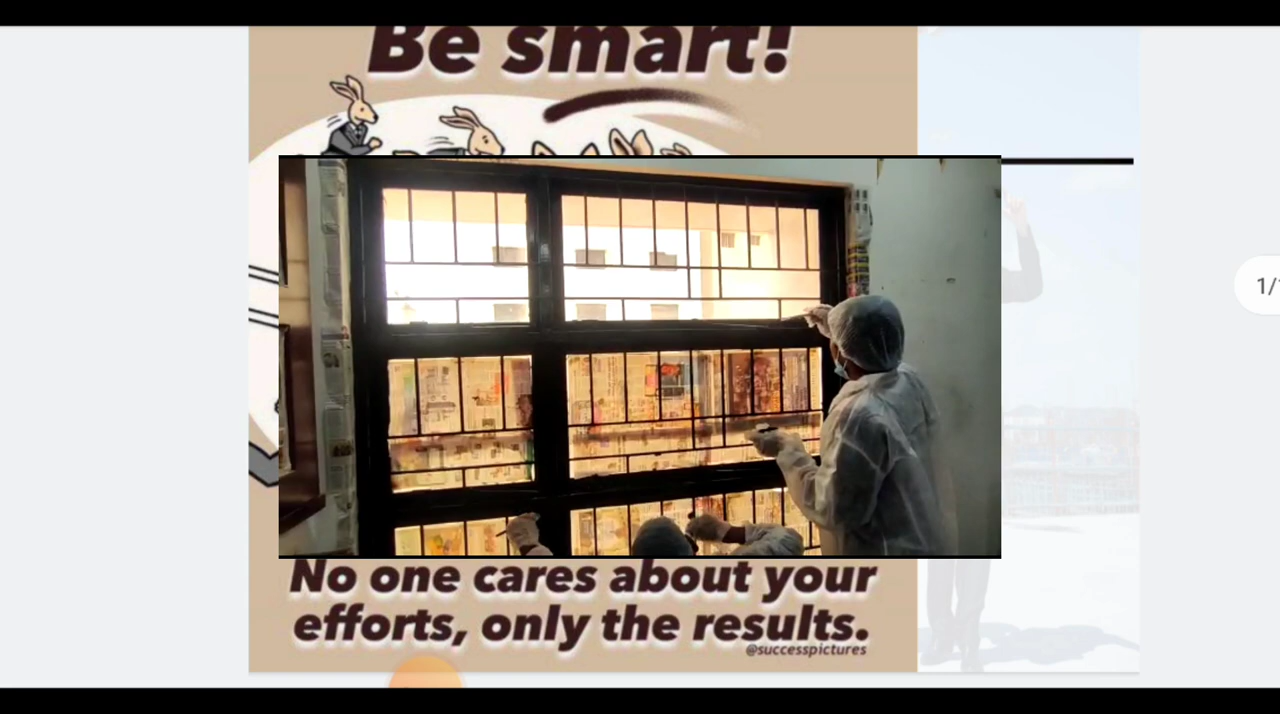 Be smart!
No one cares about your
efforts, only the results.
@successpictures
1/